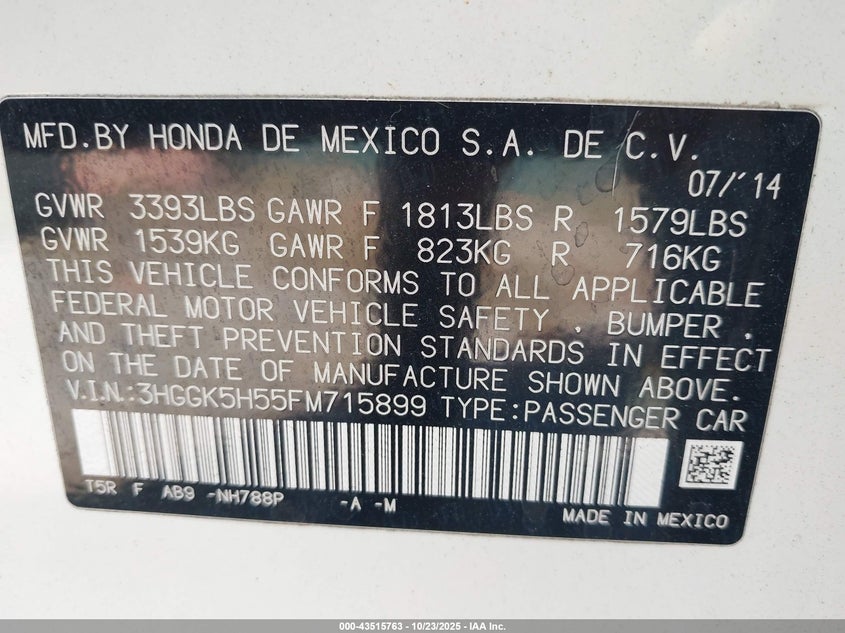 MFD.BY HONDA DE MEXICO S.A. DE C.V.
07/'14
GVWR 3393LBS GAWR F 1813LBS R 1579LBS
GVWR 1539KG GAWR F 823KG R 716KG
THIS VEHICLE CONFORMS TO ALL APPLICABLE
FEDERAL MOTOR VEHICLE SAFETY , BUMPER ,
AND THEFT PREVENTION STANDARDS IN EFFECT
ON THE DATE OF MANUFACTURE SHOWN ABOVE.
V.I.N.:3HGGK5H55FM715899 TYPE:PASSENGER CAR
T5R F AB9 -NH788P -A -M
MADE IN MEXICO
000-43515763 - 10/23/2025 - IAA Inc.